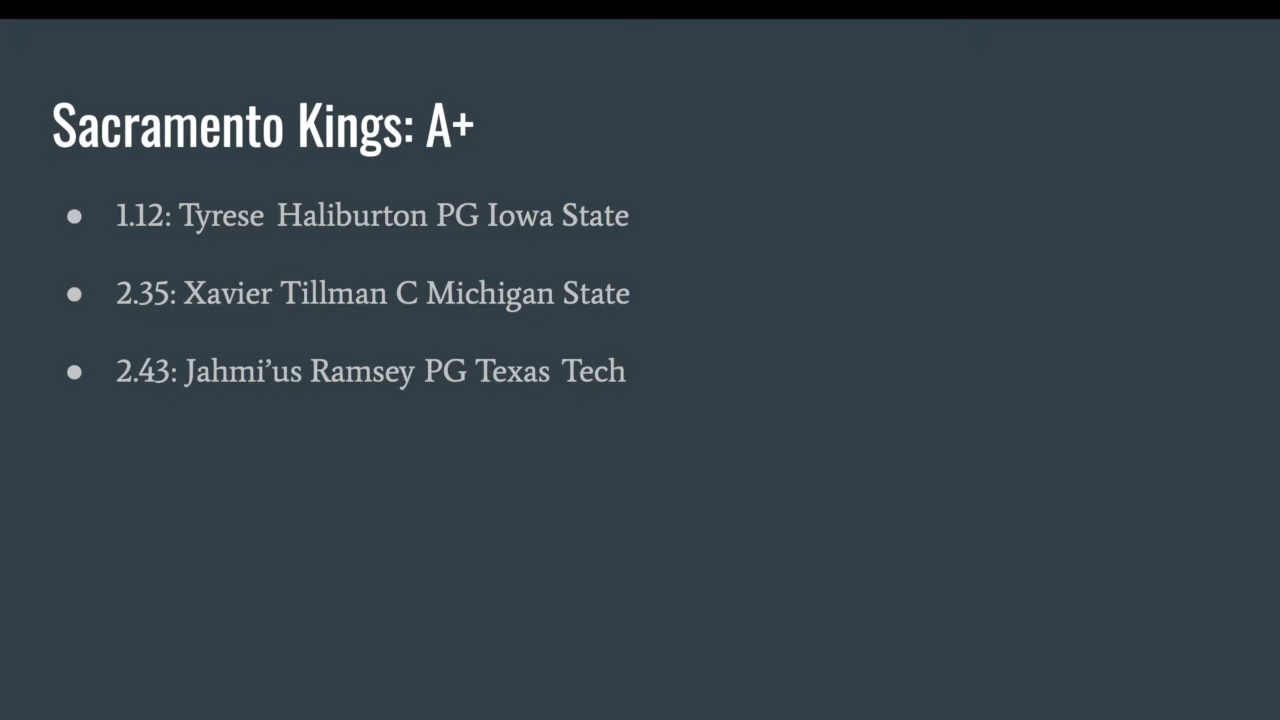 Sacramento Kings: A+
● 1.12: Tyrese Haliburton PG Iowa State
● 2.35: Xavier Tillman C Michigan State
● 2.43: Jahmi’us Ramsey PG Texas Tech